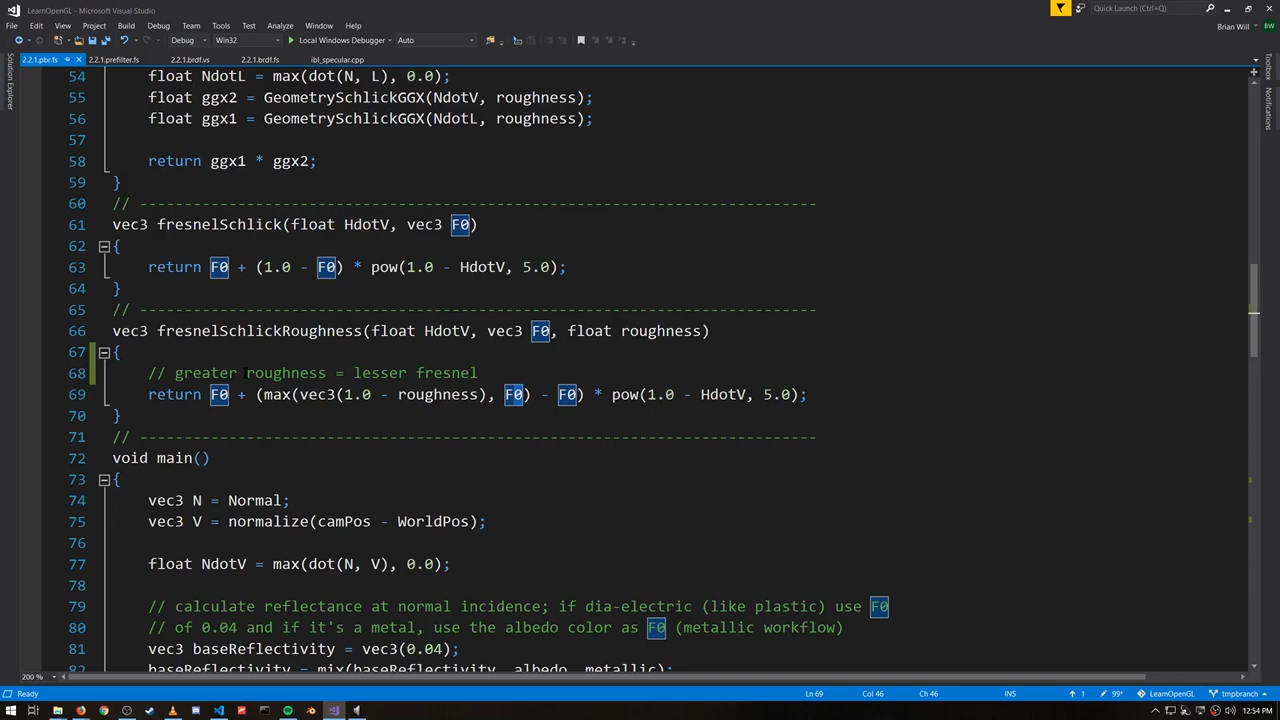 LearnOpenGL - Microsoft Visual Studio
Quick Launch (Ctrl+Q)
File Edit View Project Build Debug Team Tools Test Analyze Window Help
Brian Will
Debug Win32 Local Windows Debugger Auto
2.2.1.pbr.fs 2.2.1.prefilter.fs 2.2.1.brdf.vs 2.2.1.brdf.fs ibl_specular.cpp
Solution Explorer
Toolbox
Notifications
54 float NdotL = max(dot(N, L), 0.0);
55 float ggx2 = GeometrySchlickGGX(NdotV, roughness);
56 float ggx1 = GeometrySchlickGGX(NdotL, roughness);
57
58 return ggx1 * ggx2;
59 }
60 // ----------------------------------------------------------------------------
61 vec3 fresnelSchlick(float HdotV, vec3 F0)
62 {
63 return F0 + (1.0 - F0) * pow(1.0 - HdotV, 5.0);
64 }
65 // ----------------------------------------------------------------------------
66 vec3 fresnelSchlickRoughness(float HdotV, vec3 F0, float roughness)
67 {
68 // greater roughness = lesser fresnel
69 return F0 + (max(vec3(1.0 - roughness), F0) - F0) * pow(1.0 - HdotV, 5.0);
70 }
71 // ----------------------------------------------------------------------------
72 void main()
73 {
74 vec3 N = Normal;
75 vec3 V = normalize(camPos - WorldPos);
76
77 float NdotV = max(dot(N, V), 0.0);
78
79 // calculate reflectance at normal incidence; if dia-electric (like plastic) use F0
80 // of 0.04 and if it's a metal, use the albedo color as F0 (metallic workflow)
81 vec3 baseReflectivity = vec3(0.04);
82 baseReflectivity = mix(baseReflectivity, albedo, metallic);
200 %
Ready Ln 69 Col 46 Ch 46 INS 1 99* LearnOpenGL tmpbranch
12:54 PM